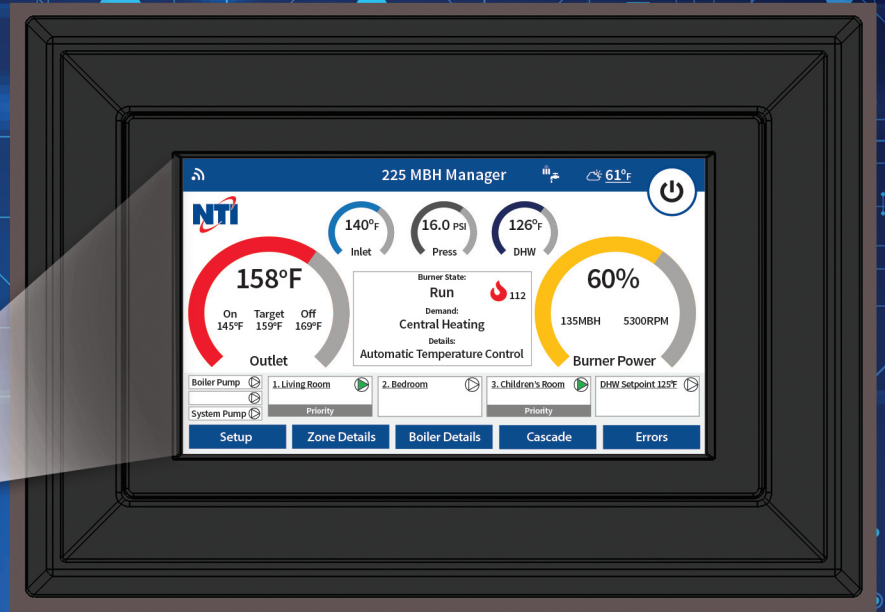 225 MBH Manager
61°F
NTI
140°F
Inlet
16.0 PSI
Press
126°F
DHW
158°F
On Target Off
145°F 159°F 169°F
Outlet
Burner State:
Run
112
Demand:
Central Heating
Details:
Automatic Temperature Control
60%
135MBH 5300RPM
Burner Power
Boiler Pump
System Pump
1. Living Room
Priority
2. Bedroom
3. Children's Room
Priority
DHW Setpoint 125°F
Setup
Zone Details
Boiler Details
Cascade
Errors